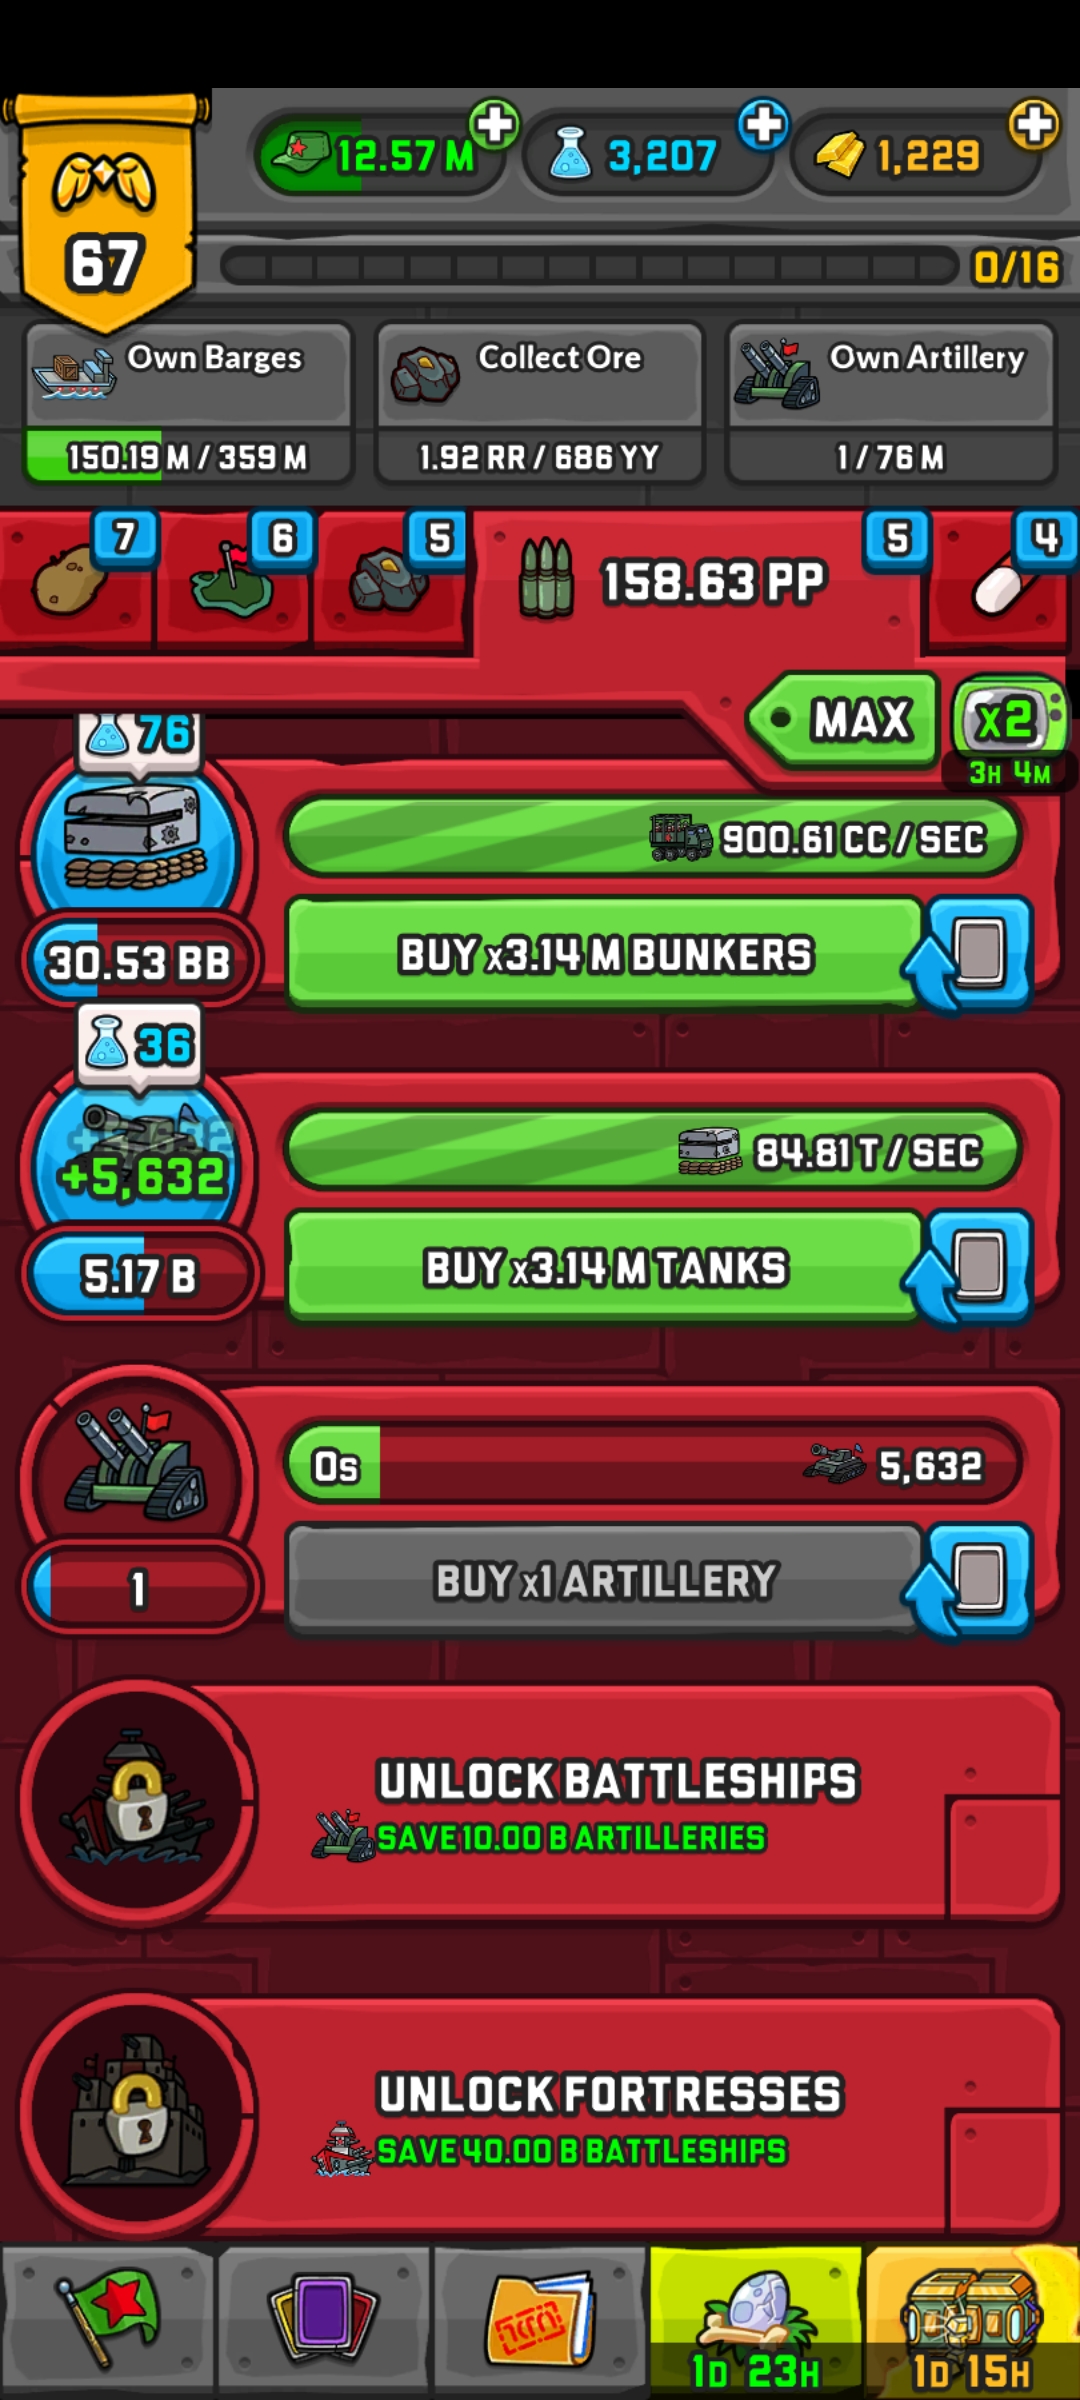 67
12.57 M
3,207
1,229
0/16
Own Barges
150.19 M / 359 M
Collect Ore
1.92 RR / 686 YY
Own Artillery
1 / 76 M
7
6
5
158.63 PP
5
4
MAX
x2
3H 4M
76
900.61 CC / SEC
30.53 BB
BUY x3.14 M BUNKERS
36
84.81 T / SEC
+5,632
+5,632
5.17 B
BUY x3.14 M TANKS
0s
5,632
1
BUY x1 ARTILLERY
UNLOCK BATTLESHIPS
SAVE 10.00 B ARTILLERIES
UNLOCK FORTRESSES
SAVE 40.00 B BATTLESHIPS
1D 23H
1D 15H